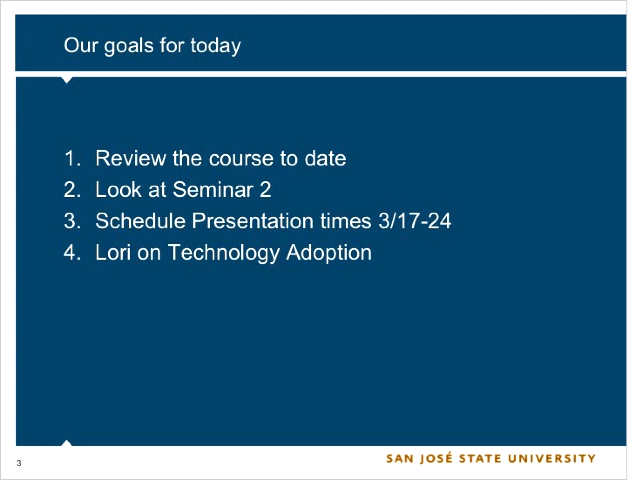 Our goals for today
1. Review the course to date
2. Look at Seminar 2
3. Schedule Presentation times 3/17-24
4. Lori on Technology Adoption
SAN JOSÉ STATE UNIVERSITY
3